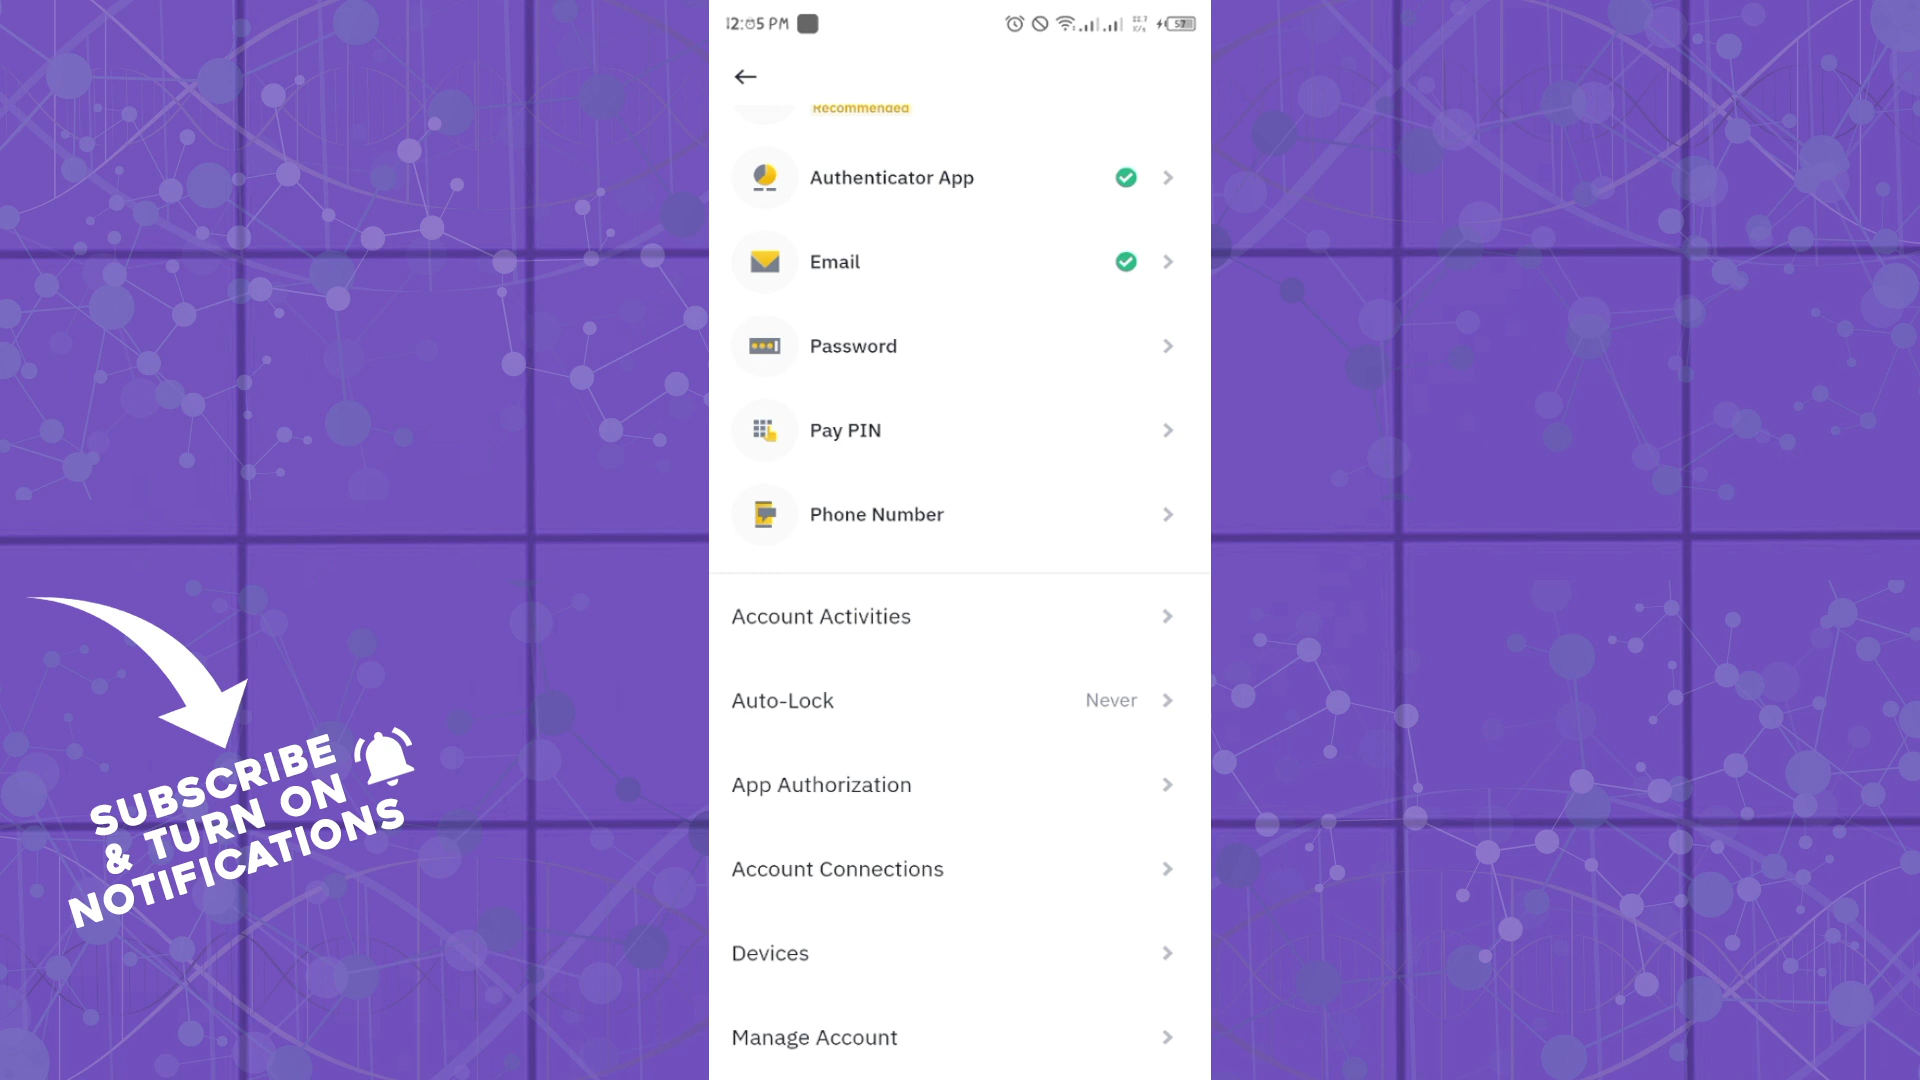 12:05 PM
57
Recommended
Authenticator App
Email
Password
Pay PIN
Phone Number
Account Activities
Auto-Lock Never
App Authorization
Account Connections
Devices
Manage Account
SUBSCRIBE
& TURN ON
NOTIFICATIONS